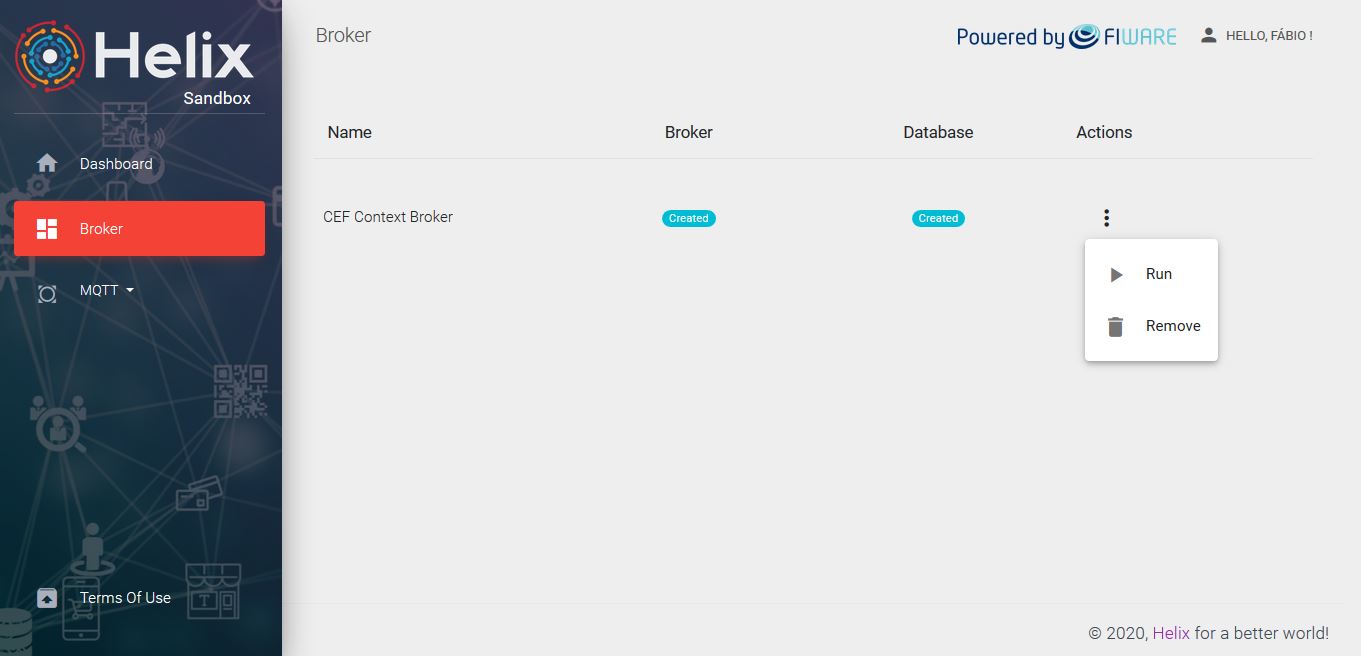 Helix
Sandbox
Dashboard
Broker
MQTT
Terms Of Use
Broker
Powered by FIWARE
HELLO, FÁBIO !
Name Broker Database Actions
CEF Context Broker Created Created
Run
Remove
© 2020, Helix for a better world!